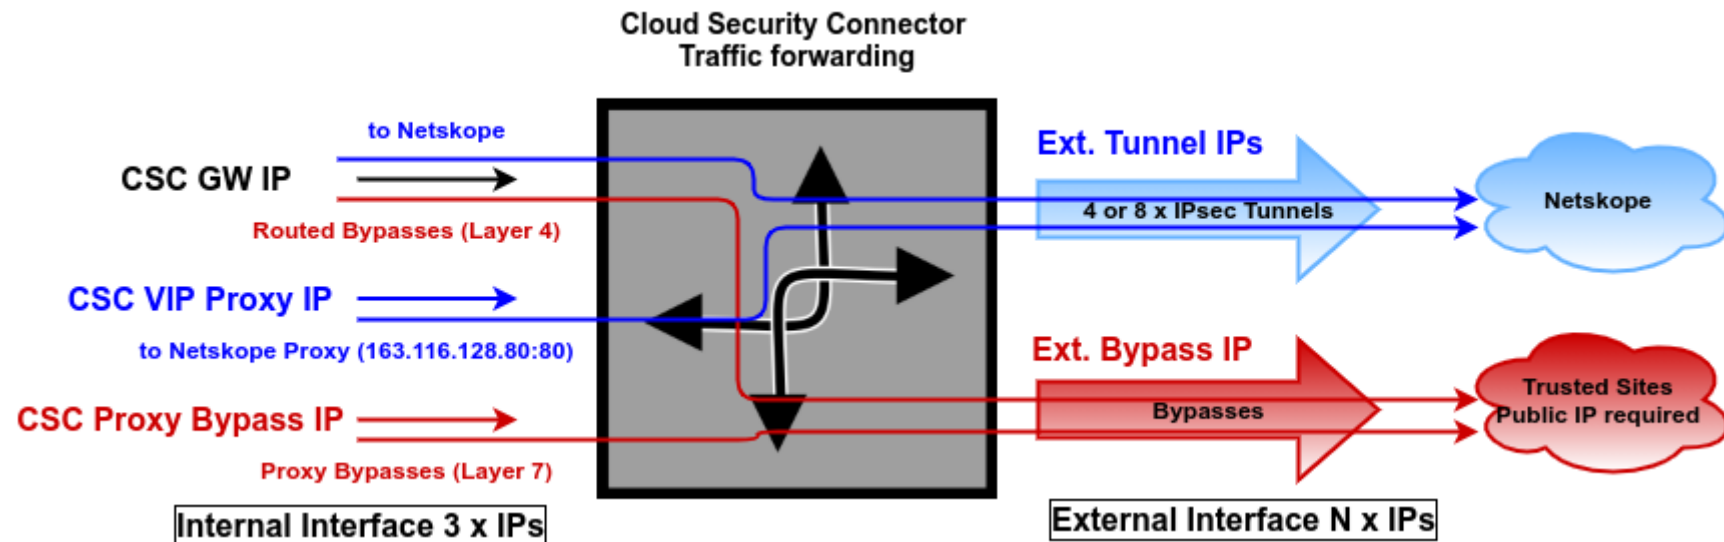 Cloud Security Connector
Traffic forwarding
to Netskope
CSC GW IP
Routed Bypasses (Layer 4)
CSC VIP Proxy IP
to Netskope Proxy (163.116.128.80:80)
CSC Proxy Bypass IP
Proxy Bypasses (Layer 7)
Internal Interface 3 x IPs
Ext. Tunnel IPs
4 or 8 x IPsec Tunnels
Netskope
Ext. Bypass IP
Bypasses
Trusted Sites
Public IP required
External Interface N x IPs